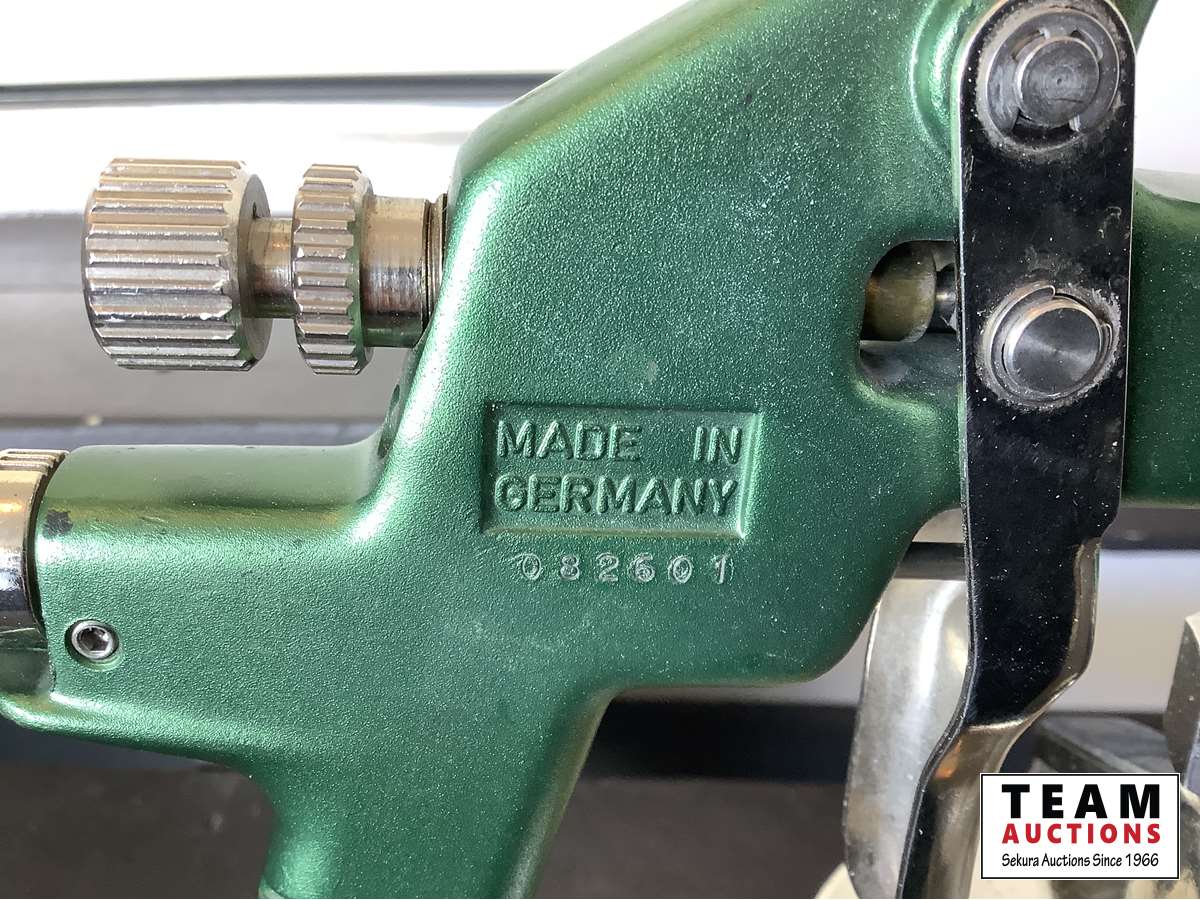 MADE IN
GERMANY
082601
TEAM
AUCTIONS
Sekura Auctions Since 1966